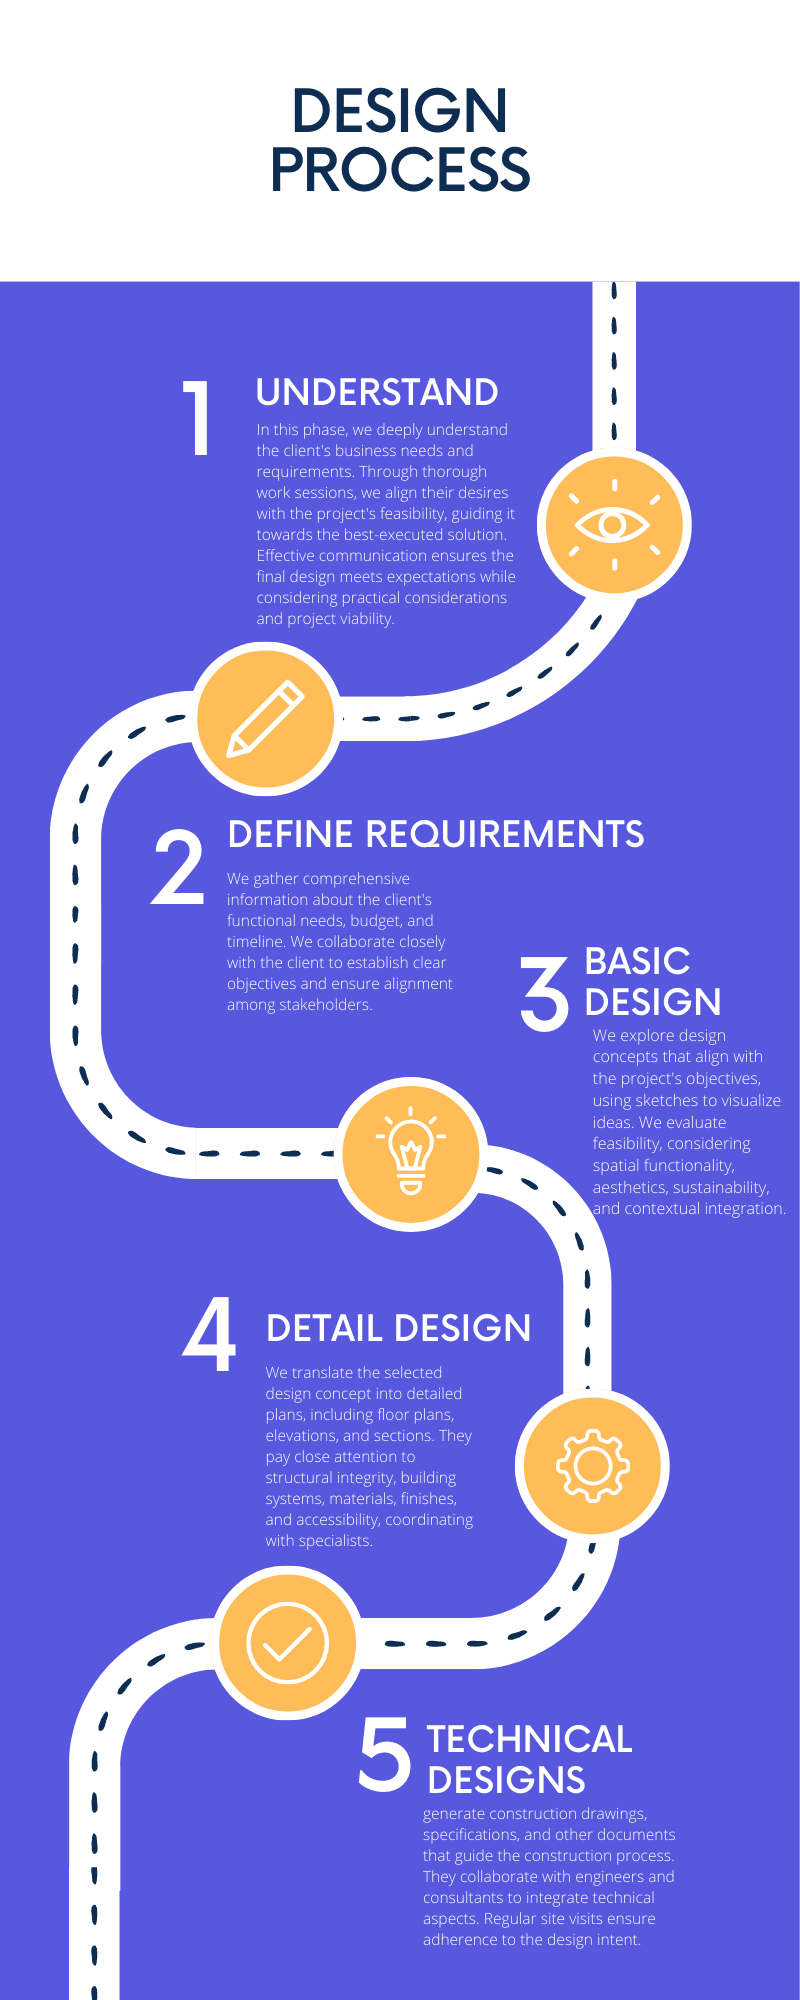 DESIGN
PROCESS
1
UNDERSTAND
In this phase, we deeply understand
the client's business needs and
requirements. Through thorough
work sessions, we align their desires
with the project's feasibility, guiding it
towards the best-executed solution.
Effective communication ensures the
final design meets expectations while
considering practical considerations
and project viability.
2
DEFINE REQUIREMENTS
We gather comprehensive
information about the client's
functional needs, budget, and
timeline. We collaborate closely
with the client to establish clear
objectives and ensure alignment
among stakeholders.
3
BASIC
DESIGN
We explore design
concepts that align with
the project's objectives,
using sketches to visualize
ideas. We evaluate
feasibility, considering
spatial functionality,
aesthetics, sustainability,
and contextual integration.
4
DETAIL DESIGN
We translate the selected
design concept into detailed
plans, including floor plans,
elevations, and sections. They
pay close attention to
structural integrity, building
systems, materials, finishes,
and accessibility, coordinating
with specialists.
5
TECHNICAL
DESIGNS
generate construction drawings,
specifications, and other documents
that guide the construction process.
They collaborate with engineers and
consultants to integrate technical
aspects. Regular site visits ensure
adherence to the design intent.